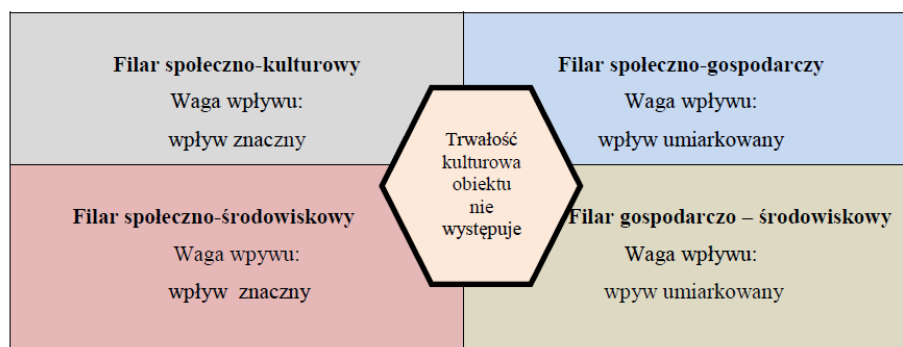 Filar społeczno-kulturowy
Waga wpływu:
wpływ znaczny
Filar społeczno-gospodarczy
Waga wpływu:
wpływ umiarkowany
Trwałość
kulturowa
obiektu
nie
występuje
Filar społeczno-środowiskowy
Waga wpywu:
wpływ znaczny
Filar gospodarczo – środowiskowy
Waga wpływu:
wpyw umiarkowany